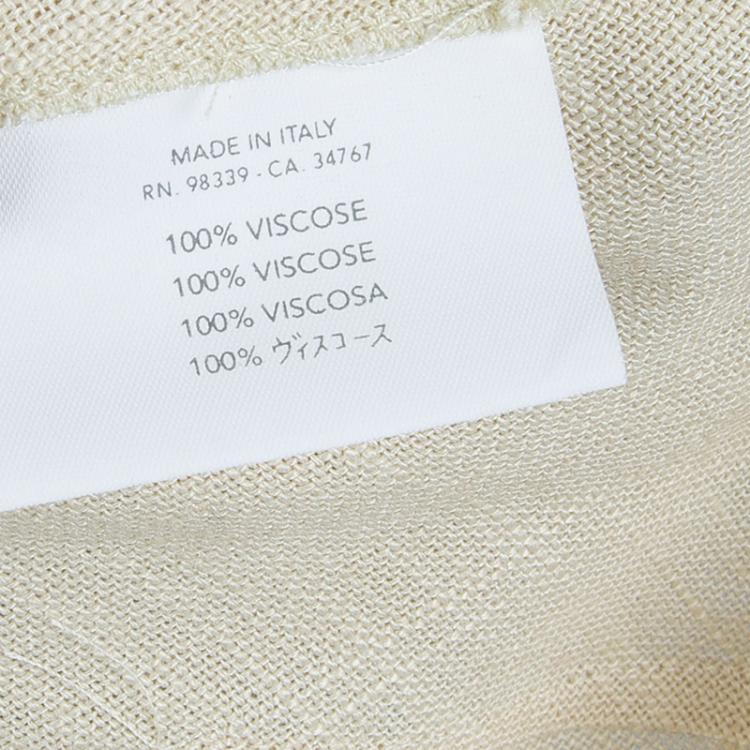 MADE IN ITALY
RN. 98339 - CA. 34767
100% VISCOSE
100% VISCOSE
100% VISCOSA
100% ヴィスコース